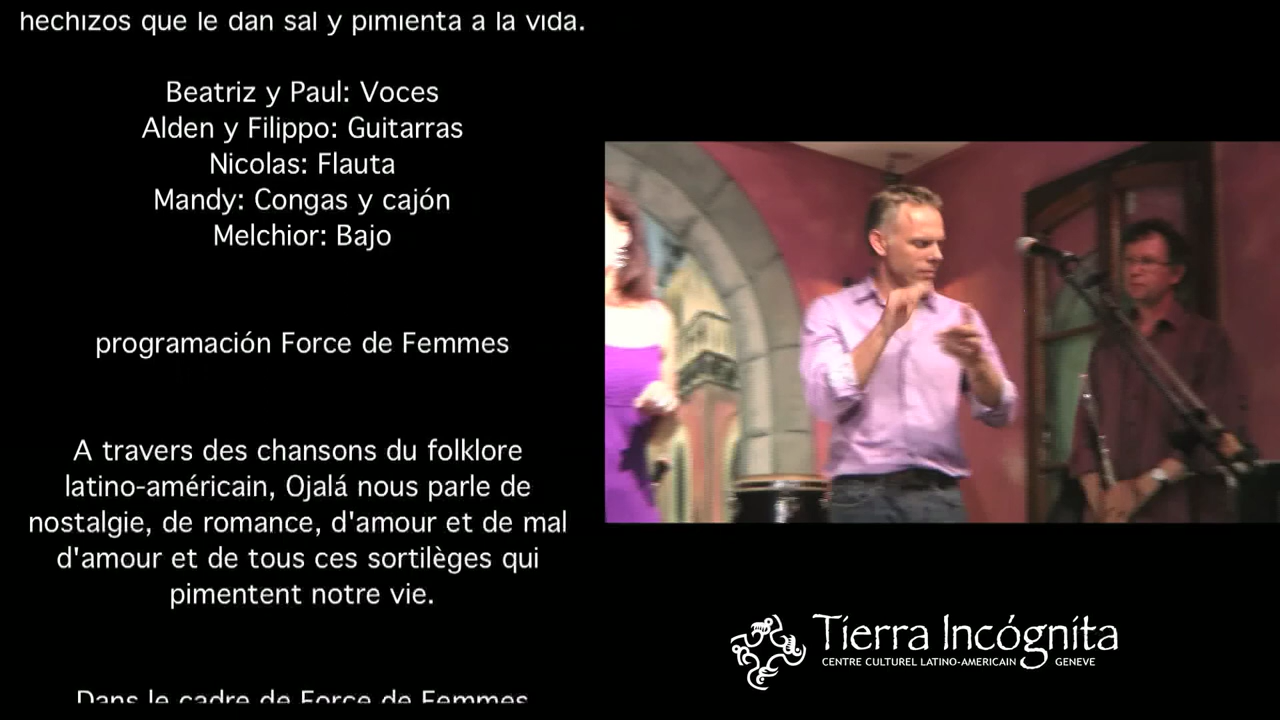 hechizos que le dan sal y pimienta a la vida.
Beatriz y Paul: Voces
Alden y Filippo: Guitarras
Nicolas: Flauta
Mandy: Congas y cajón
Melchior: Bajo
programación Force de Femmes
A travers des chansons du folklore
latino-américain, Ojalá nous parle de
nostalgie, de romance, d'amour et de mal
d'amour et de tous ces sortilèges qui
pimentent notre vie.
Dans le cadre de Force de Femmes
Tierra Incógnita
CENTRE CULTUREL LATINO-AMERICAIN GENEVE